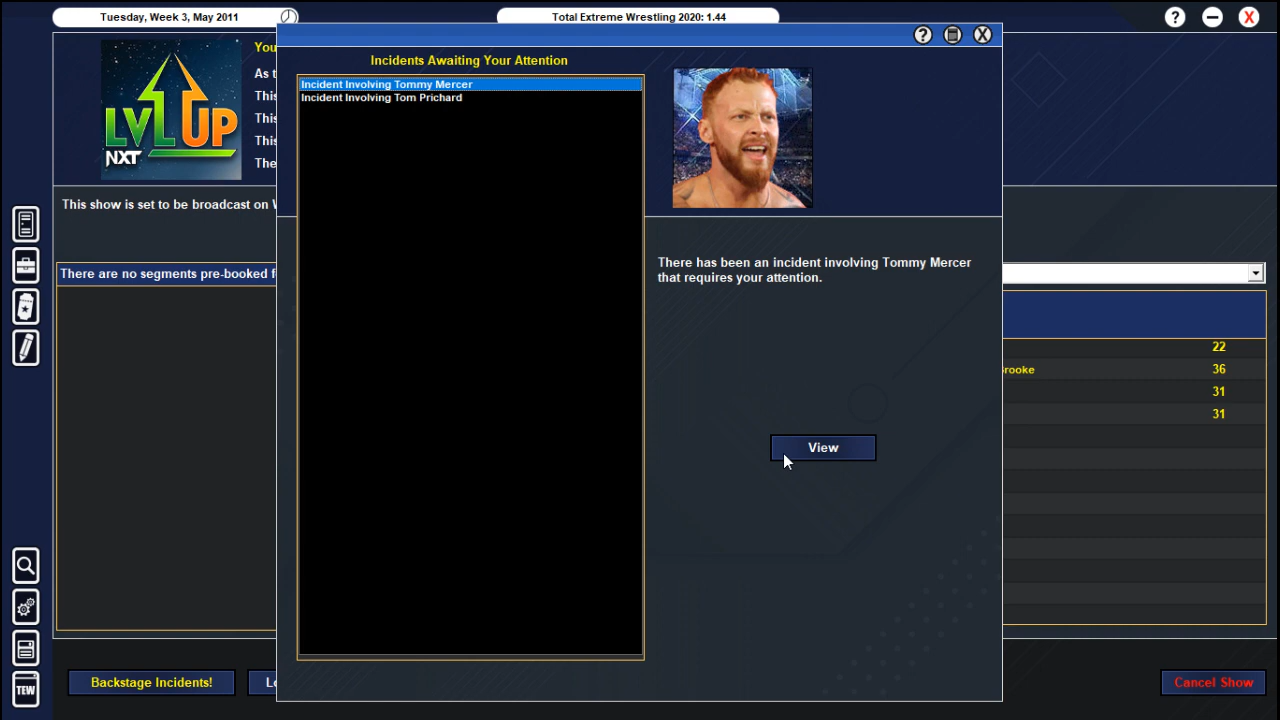 Tuesday, Week 3, May 2011
Total Extreme Wrestling 2020: 1.44
?
X
? X
Incidents Awaiting Your Attention
Incident Involving Tommy Mercer
Incident Involving Tom Prichard
LVL UP
NXT
You
As t
This
This
This
The
This show is set to be broadcast on W
There are no segments pre-booked f
There has been an incident involving Tommy Mercer
that requires your attention.
22
rooke 36
31
31
View
TEW
Backstage Incidents!
Lo
Cancel Show